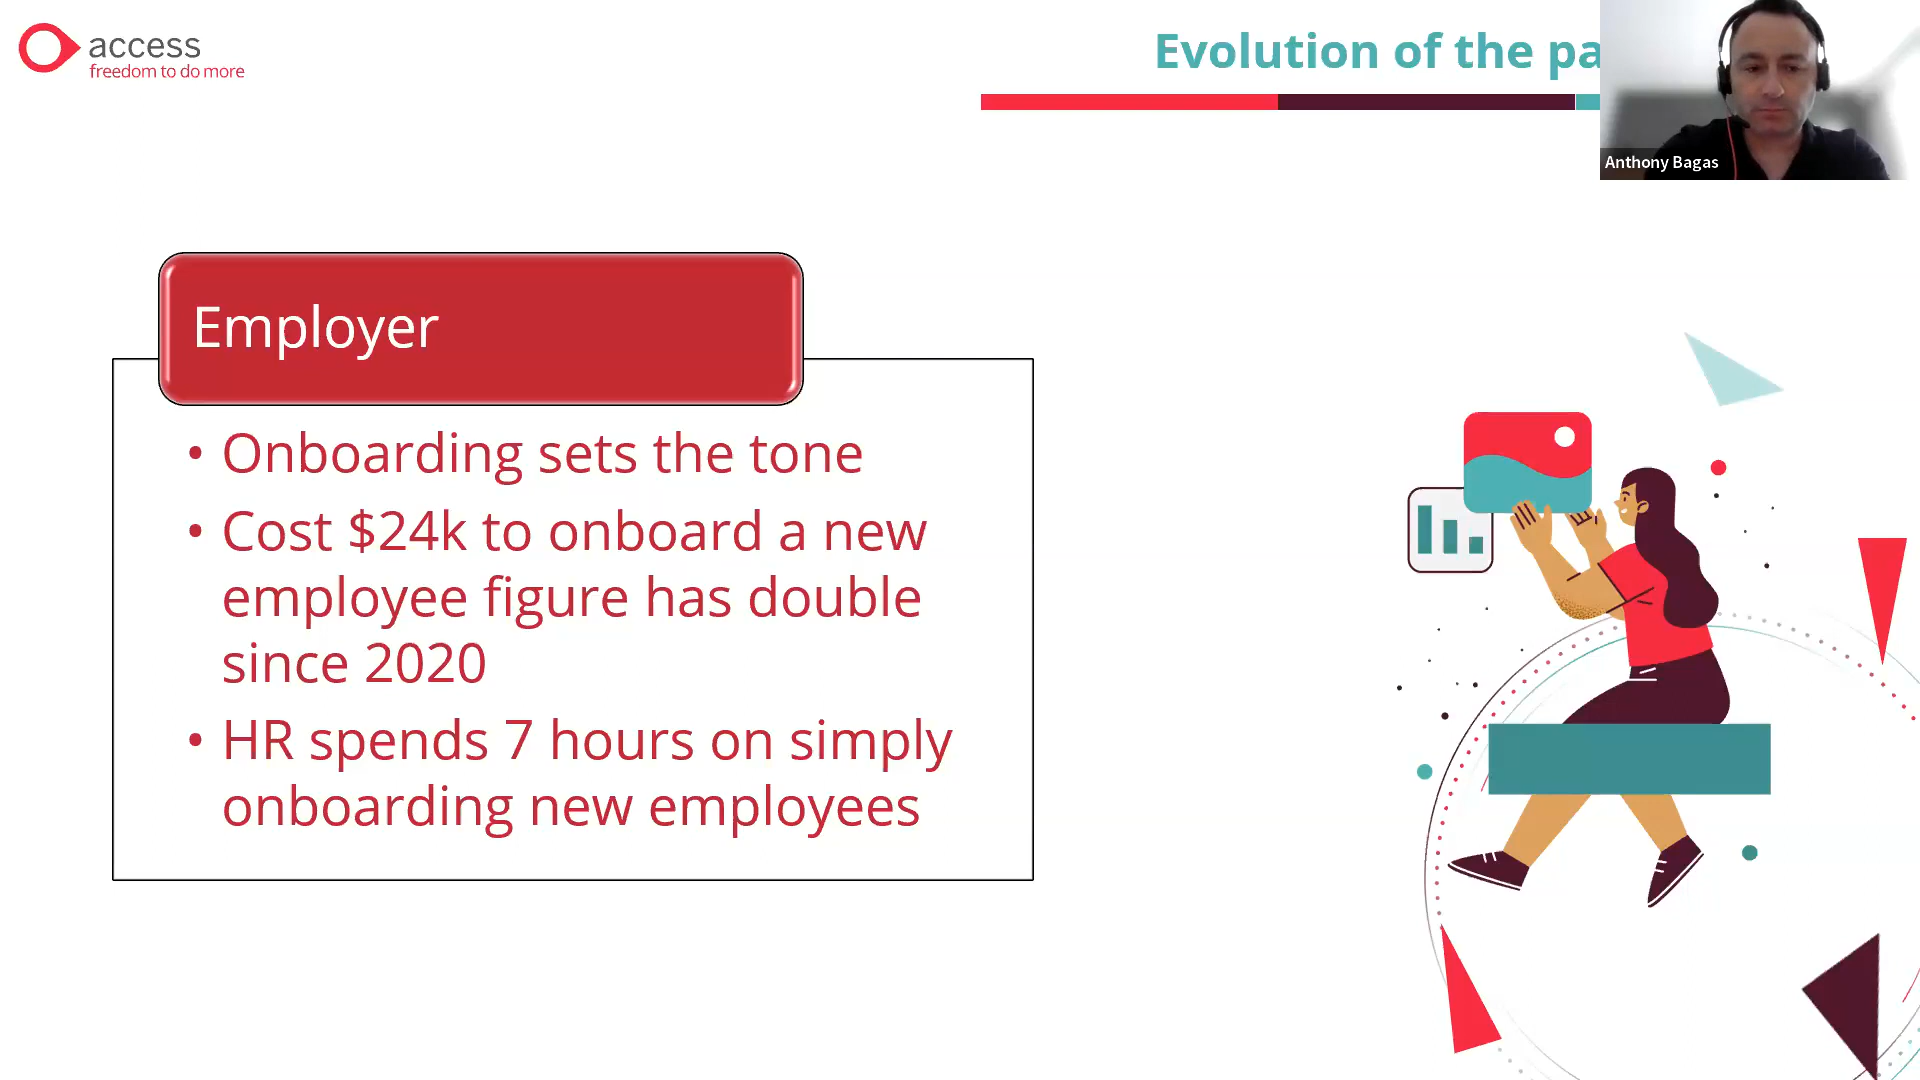 access
freedom to do more
Evolution of the
Anthony Bagas
Employer
• Onboarding sets the tone
• Cost $24k to onboard a new
employee figure has double
since 2020
• HR spends 7 hours on simply
onboarding new employees